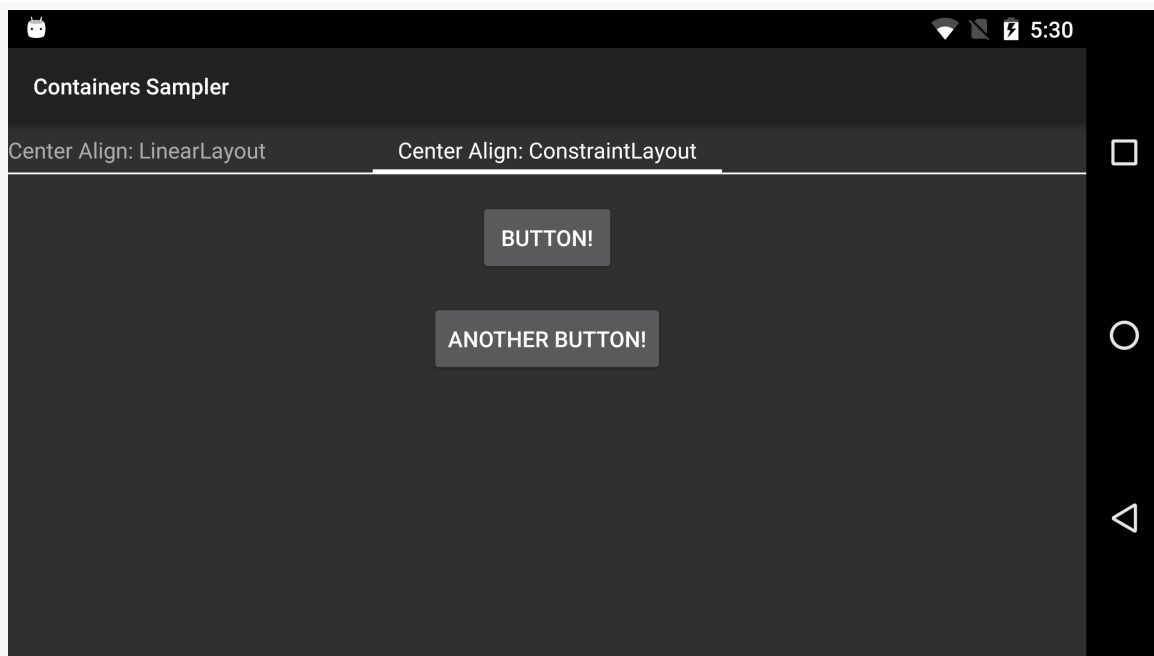 5:30
Containers Sampler
Center Align: LinearLayout
Center Align: ConstraintLayout
BUTTON!
ANOTHER BUTTON!